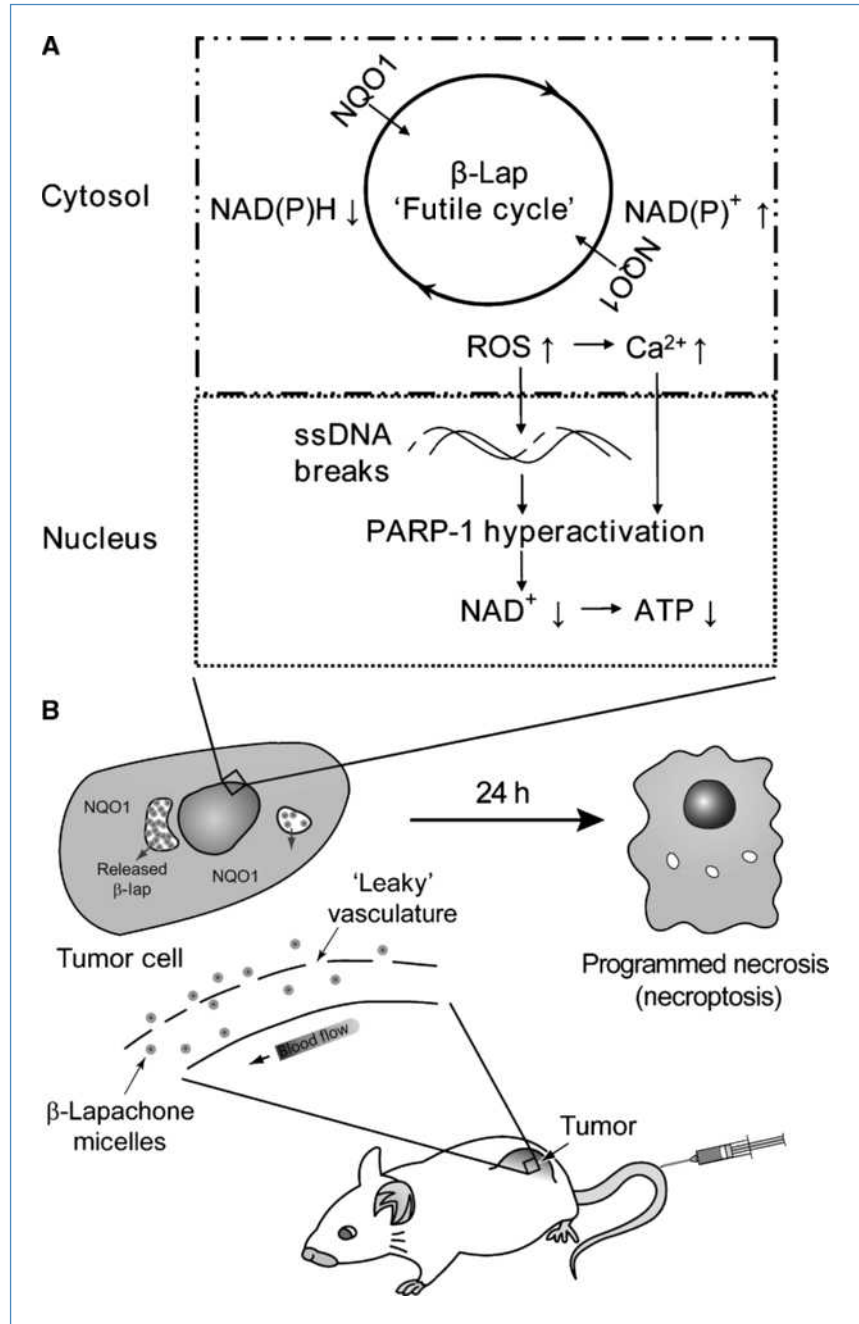 A
Cytosol
NQO1
β-Lap
'Futile cycle'
NAD(P)H ↓
NAD(P)⁺ ↑
NQO1
ROS ↑ → Ca²⁺ ↑
ssDNA
breaks
Nucleus
PARP-1 hyperactivation
NAD⁺ ↓ → ATP ↓
B
NQO1
Released
β-lap
NQO1
Tumor cell
24 h
Programmed necrosis
(necroptosis)
'Leaky'
vasculature
Blood flow
β-Lapachone
micelles
Tumor